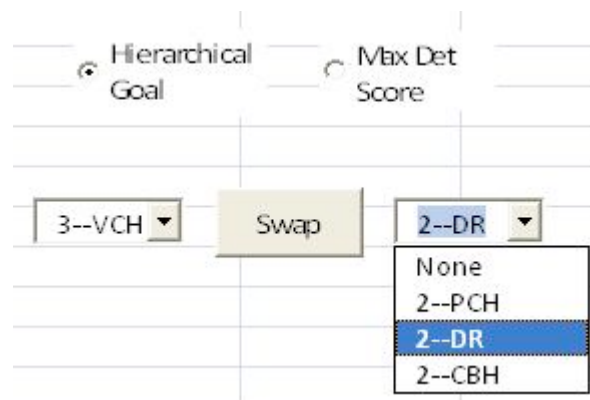 Hierarchical
Goal
Max Det
Score
3--VCH
Swap
2--DR
None
2--PCH
2--DR
2--CBH